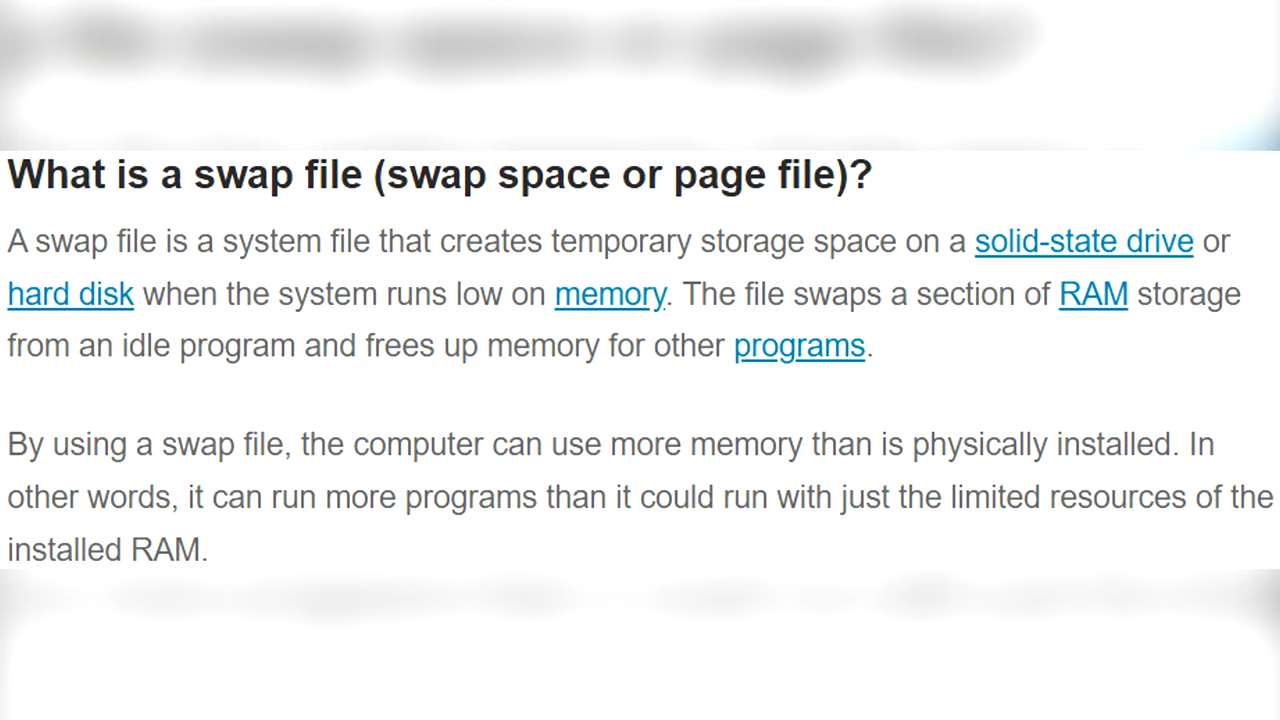 What is a swap file (swap space or page file)?
A swap file is a system file that creates temporary storage space on a solid-state drive or
hard disk when the system runs low on memory. The file swaps a section of RAM storage
from an idle program and frees up memory for other programs.
By using a swap file, the computer can use more memory than is physically installed. In
other words, it can run more programs than it could run with just the limited resources of the
installed RAM.